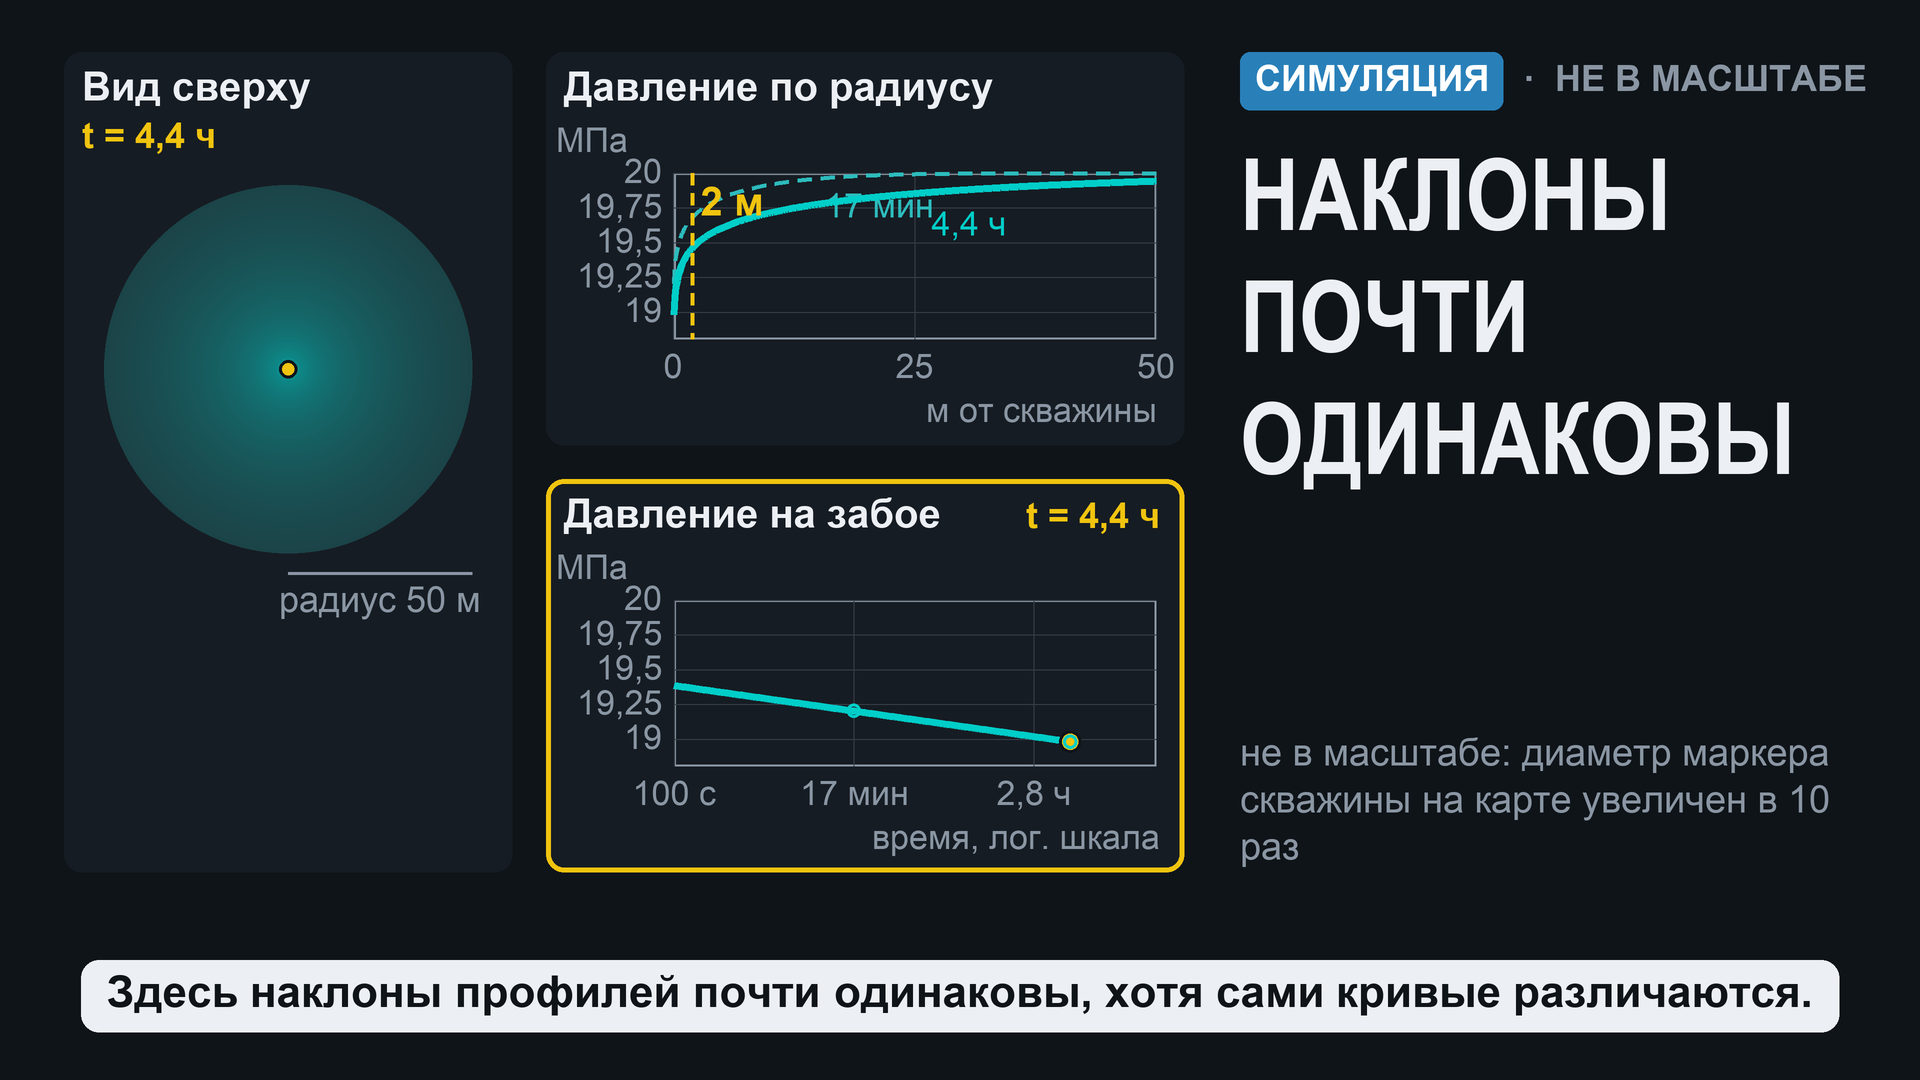 Вид сверху
t = 4,4 ч
радиус 50 м
Давление по радиусу
МПа
20
19,75
19,5
19,25
19
2 м
17 мин
4,4 ч
0
25
50
м от скважины
Давление на забое
t = 4,4 ч
МПа
20
19,75
19,5
19,25
19
100 с
17 мин
2,8 ч
время, лог. шкала
СИМУЛЯЦИЯ · НЕ В МАСШТАБЕ
НАКЛОНЫ
ПОЧТИ
ОДИНАКОВЫ
не в масштабе: диаметр маркера
скважины на карте увеличен в 10
раз
Здесь наклоны профилей почти одинаковы, хотя сами кривые различаются.